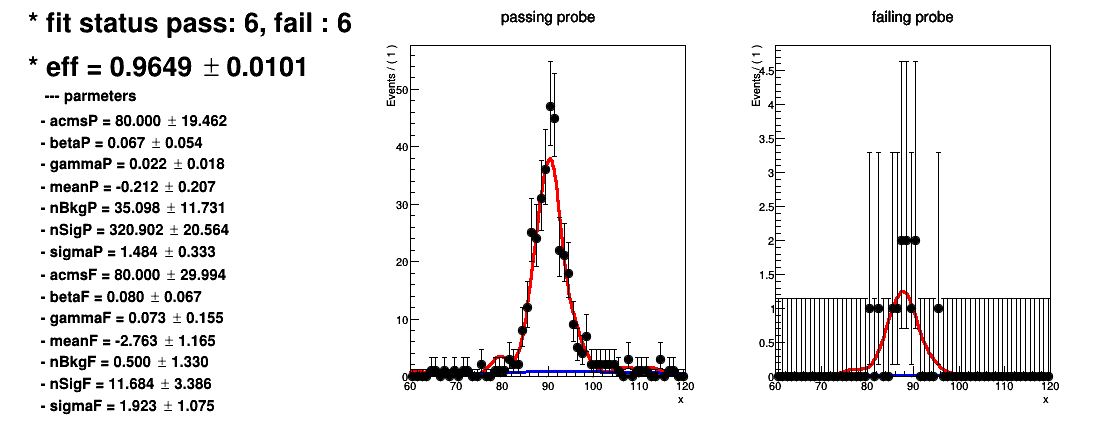 * fit status pass: 6, fail : 6
* eff = 0.9649 ± 0.0101
--- parmeters
- acmsP = 80.000 ± 19.462
- betaP = 0.067 ± 0.054
- gammaP = 0.022 ± 0.018
- meanP = -0.212 ± 0.207
- nBkgP = 35.098 ± 11.731
- nSigP = 320.902 ± 20.564
- sigmaP = 1.484 ± 0.333
- acmsF = 80.000 ± 29.994
- betaF = 0.080 ± 0.067
- gammaF = 0.073 ± 0.155
- meanF = -2.763 ± 1.165
- nBkgF = 0.500 ± 1.330
- nSigF = 11.684 ± 3.386
- sigmaF = 1.923 ± 1.075
passing probe
Events / ( 1 )
50
40
30
20
10
0
60 70 80 90 100 110 120
x
failing probe
Events / ( 1 )
4.5
4
3.5
3
2.5
2
1.5
1
0.5
0
60 70 80 90 100 110 120
x